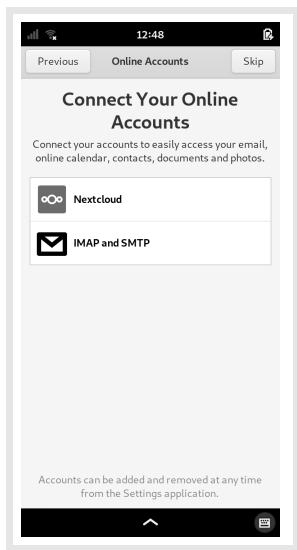 12:48
Previous
Online Accounts
Skip
Connect Your Online
Accounts
Connect your accounts to easily access your email,
online calendar, contacts, documents and photos.
Nextcloud
IMAP and SMTP
Accounts can be added and removed at any time
from the Settings application.